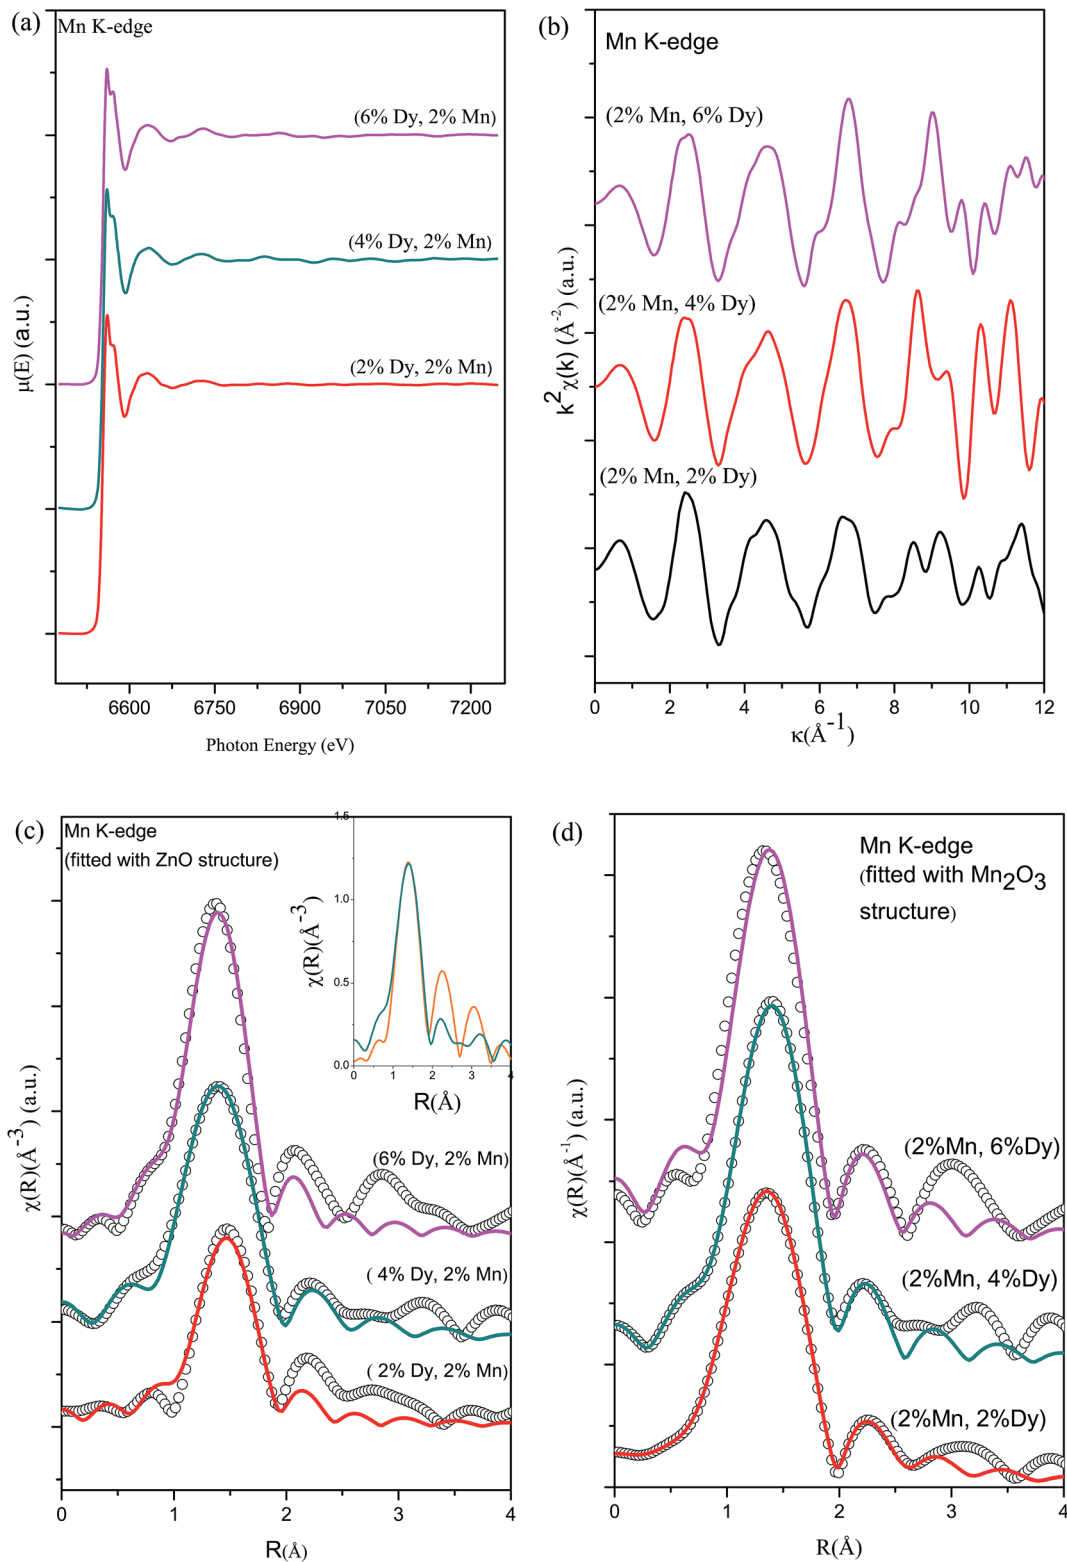 (a)
Mn K-edge
(6% Dy, 2% Mn)
(4% Dy, 2% Mn)
(2% Dy, 2% Mn)
μ(E) (a.u.)
6600 6750 6900 7050 7200
Photon Energy (eV)
(b)
Mn K-edge
(2% Mn, 6% Dy)
(2% Mn, 4% Dy)
(2% Mn, 2% Dy)
k²χ(k) (Å⁻²) (a.u.)
0 2 4 6 8 10 12
κ(Å⁻¹)
(c)
Mn K-edge
(fitted with ZnO structure)
1.5
1.0
0.5
0.0
χ(R)(Å⁻³)
0 1 2 3 4
R(Å)
(6% Dy, 2% Mn)
( 4% Dy, 2% Mn)
( 2% Dy, 2% Mn)
χ(R)(Å⁻³) (a.u.)
0 1 2 3 4
R(Å)
(d)
Mn K-edge
(fitted with Mn₂O₃
structure)
(2%Mn, 6%Dy)
(2%Mn, 4%Dy)
(2%Mn, 2%Dy)
χ(R)(Å⁻¹) (a.u.)
0 1 2 3 4
R(Å)